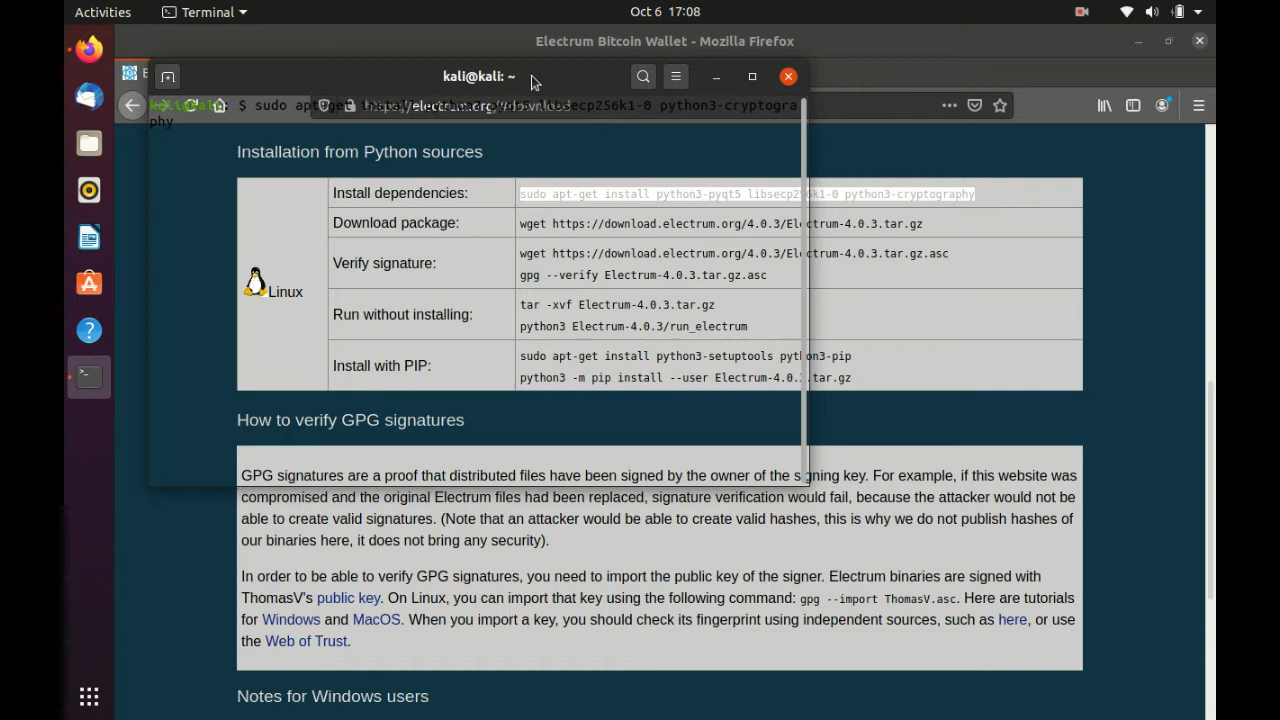 Activities
Terminal
Oct 6 17:08
Electrum Bitcoin Wallet - Mozilla Firefox
kali@kali: ~
E
kali@kali:~$ sudo apt-get install python3-pyqt5 libsecp256k1-0 python3-cryptogra
phy
https://electrum.org/#download
Installation from Python sources
Linux
Install dependencies:
sudo apt-get install python3-pyqt5 libsecp256k1-0 python3-cryptography
Download package:
wget https://download.electrum.org/4.0.3/Electrum-4.0.3.tar.gz
Verify signature:
wget https://download.electrum.org/4.0.3/Electrum-4.0.3.tar.gz.asc
gpg --verify Electrum-4.0.3.tar.gz.asc
Run without installing:
tar -xvf Electrum-4.0.3.tar.gz
python3 Electrum-4.0.3/run_electrum
Install with PIP:
sudo apt-get install python3-setuptools python3-pip
python3 -m pip install --user Electrum-4.0.3.tar.gz
How to verify GPG signatures
GPG signatures are a proof that distributed files have been signed by the owner of the signing key. For example, if this website was
compromised and the original Electrum files had been replaced, signature verification would fail, because the attacker would not be
able to create valid signatures. (Note that an attacker would be able to create valid hashes, this is why we do not publish hashes of
our binaries here, it does not bring any security).
In order to be able to verify GPG signatures, you need to import the public key of the signer. Electrum binaries are signed with
ThomasV's public key. On Linux, you can import that key using the following command: gpg --import ThomasV.asc. Here are tutorials
for Windows and MacOS. When you import a key, you should check its fingerprint using independent sources, such as here, or use
the Web of Trust.
Notes for Windows users